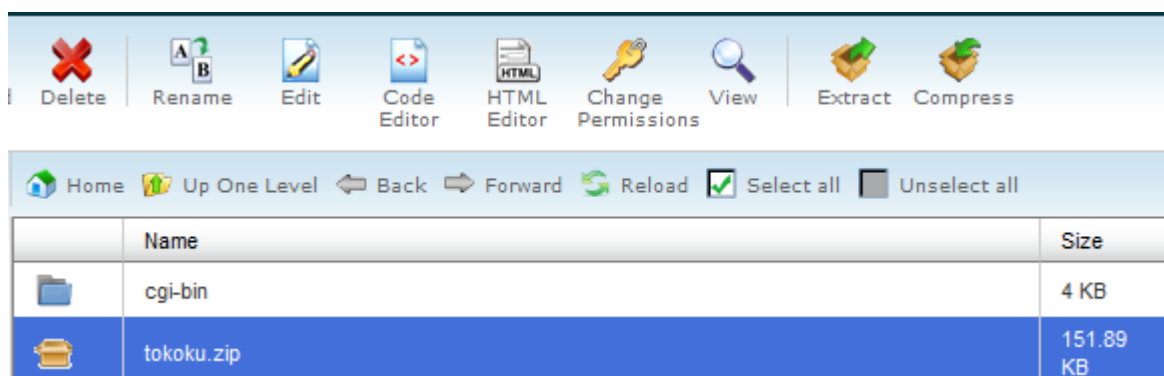 Delete Rename Edit Code Editor HTML Editor Change Permissions View Extract Compress
Home Up One Level Back Forward Reload Select all Unselect all
Name Size
cgi-bin 4 KB
tokoku.zip 151.89 KB